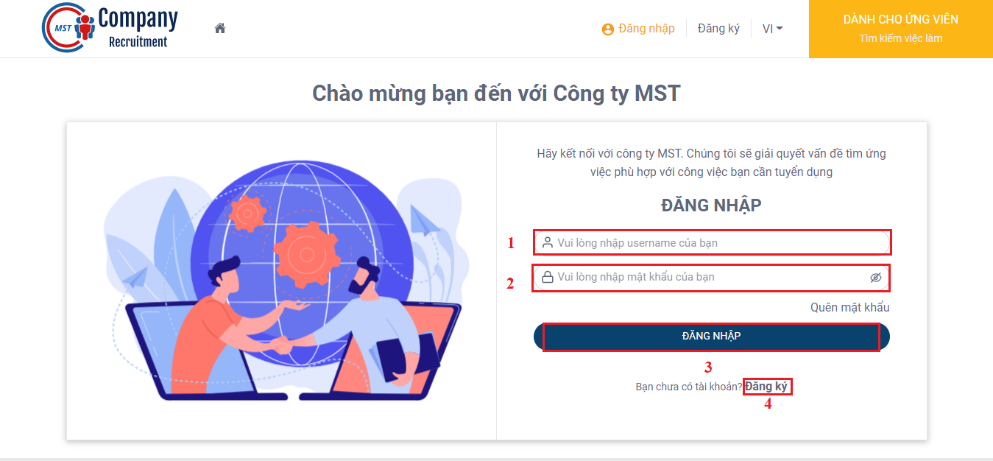 MST
Company
Recruitment
Đăng nhập
Đăng ký
VI
DÀNH CHO ỨNG VIÊN
Tìm kiếm việc làm
Chào mừng bạn đến với Công ty MST
Hãy kết nối với công ty MST. Chúng tôi sẽ giải quyết vấn đề tìm ứng
việc phù hợp với công việc bạn cần tuyển dụng
ĐĂNG NHẬP
1 Vui lòng nhập username của bạn
2 Vui lòng nhập mật khẩu của bạn
Quên mật khẩu
ĐĂNG NHẬP
3
Bạn chưa có tài khoản? Đăng ký
4